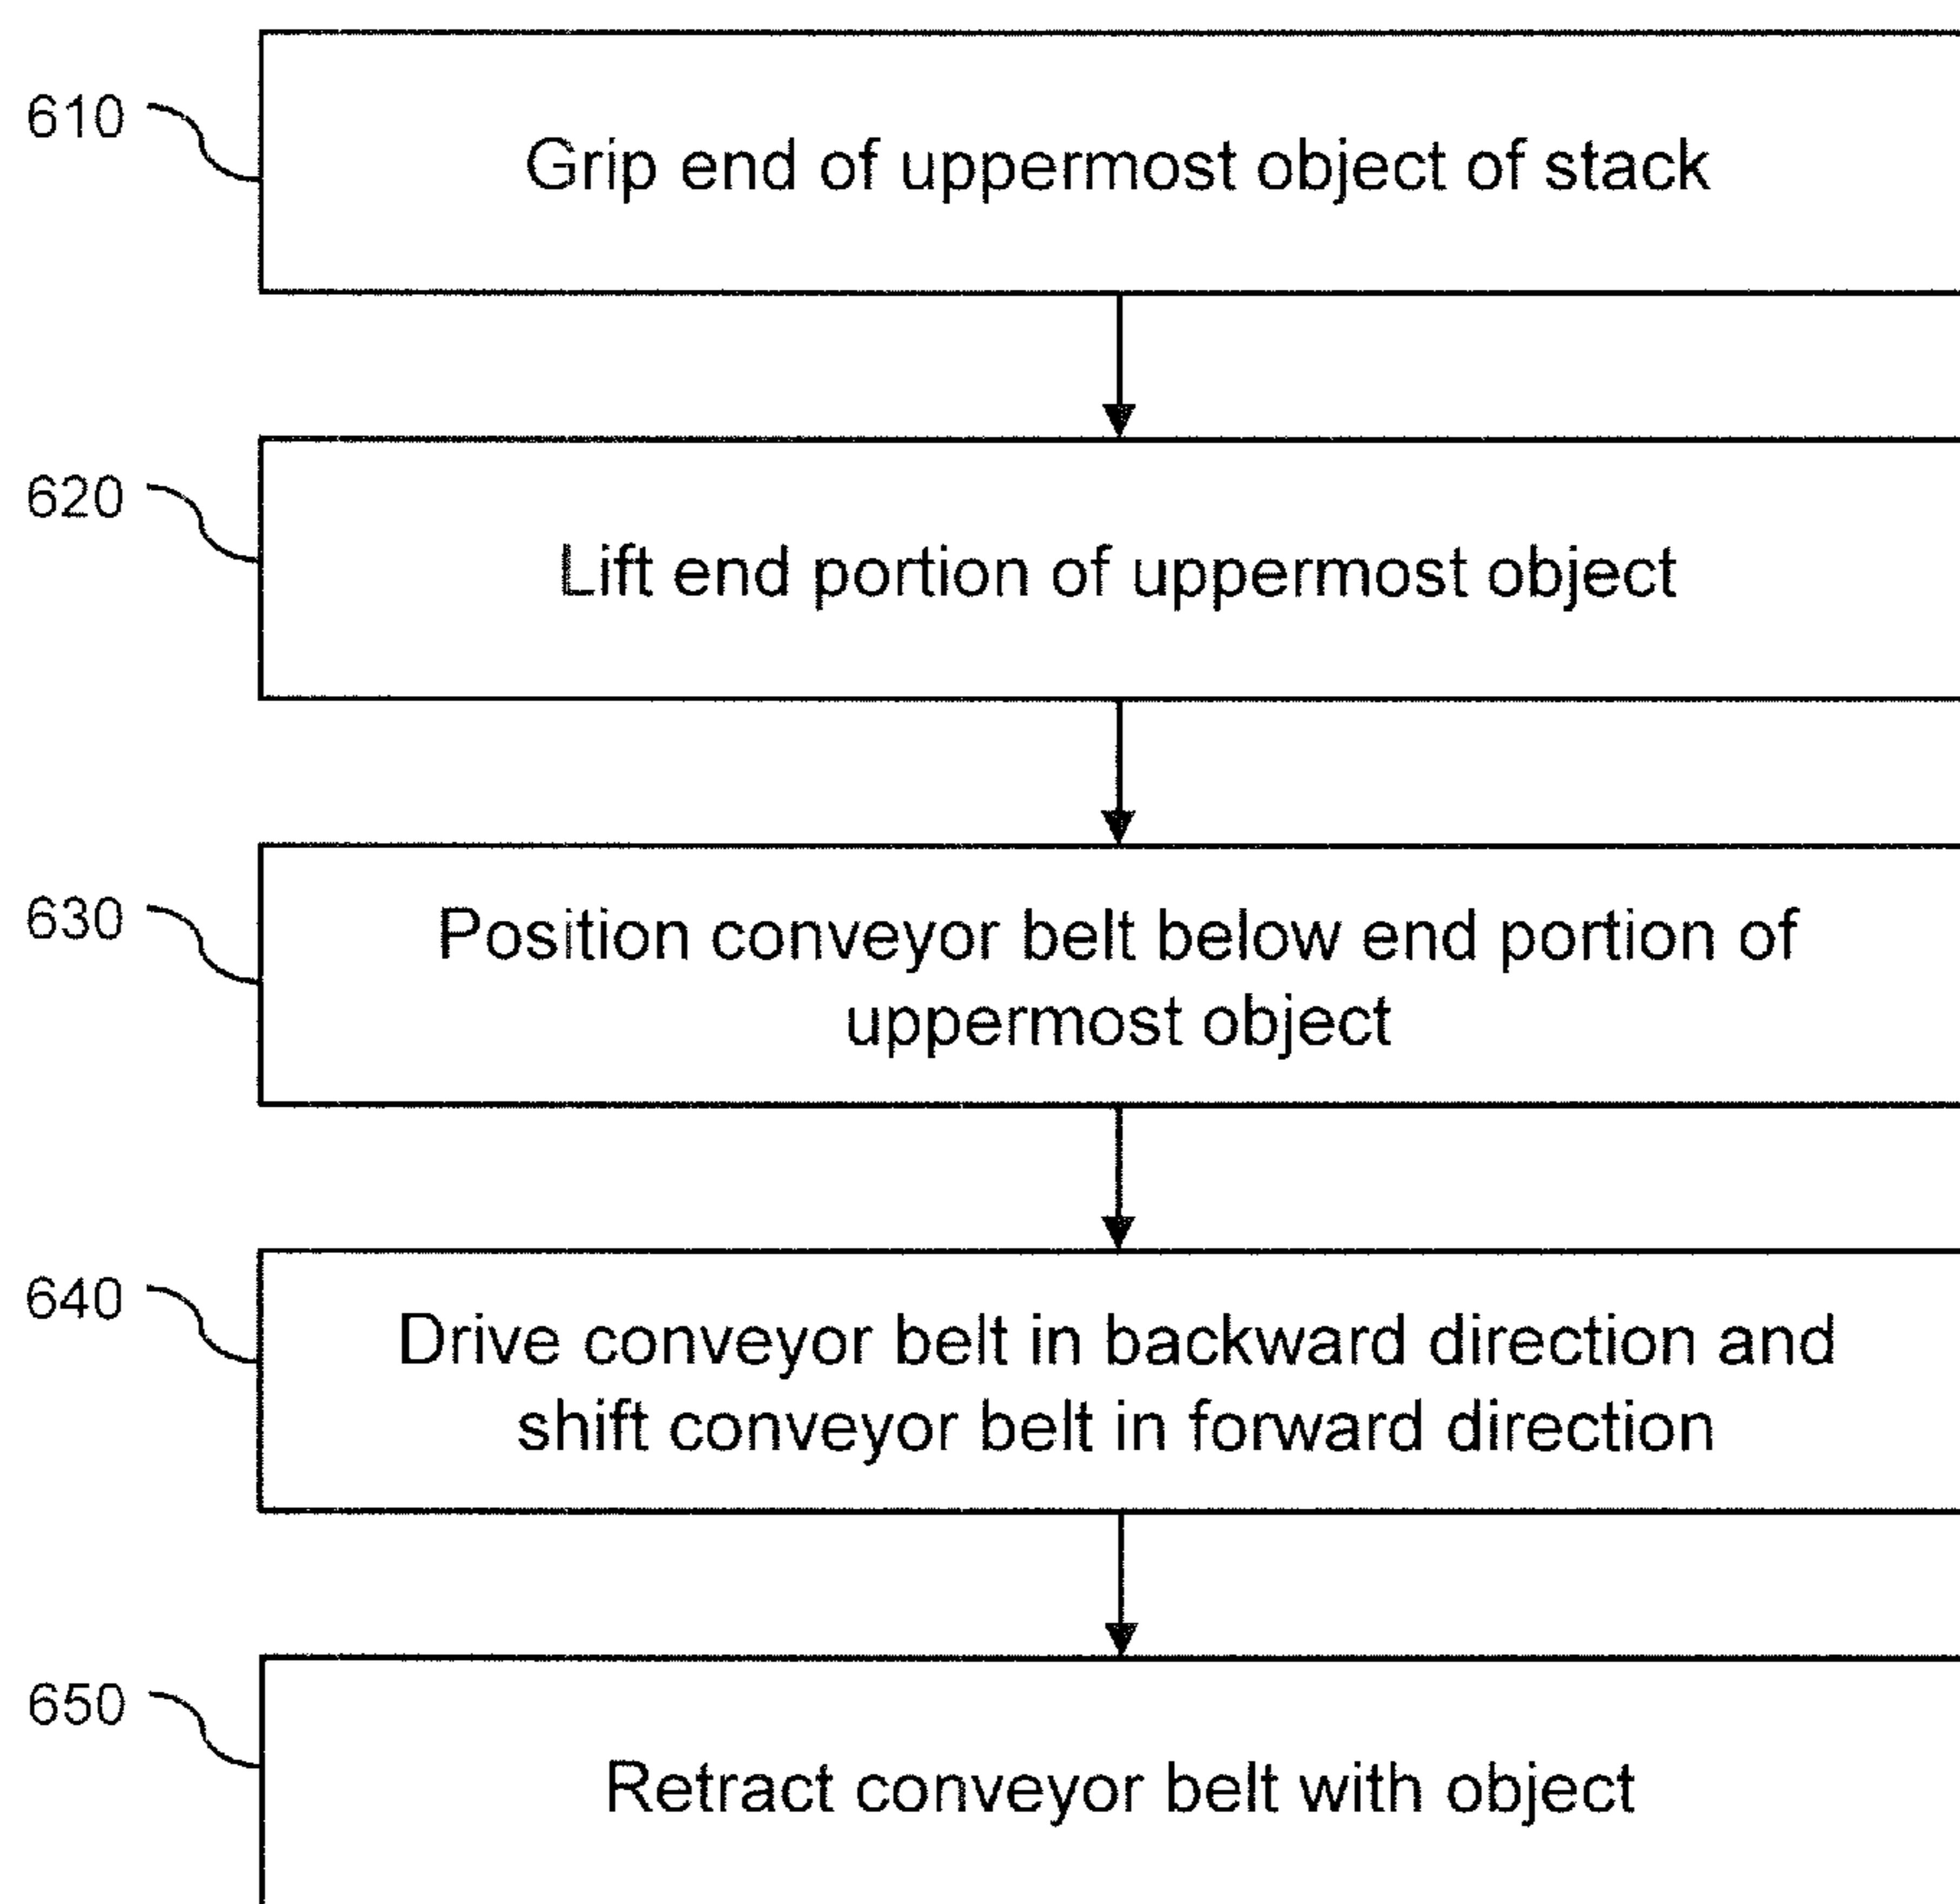 610
Grip end of uppermost object of stack
620
Lift end portion of uppermost object
630
Position conveyor belt below end portion of
uppermost object
640
Drive conveyor belt in backward direction and
shift conveyor belt in forward direction
650
Retract conveyor belt with object